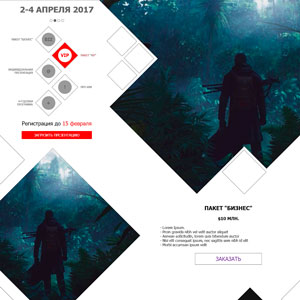 2-4 АПРЕЛЯ 2017
ПАКЕТ "БИЗНЕС"
VIP
ПАКЕТ "VIP"
Регистрация до 15 февраля
ЗАГРУЗИТЬ ПРЕЗЕНТАЦИЮ
ПАКЕТ "БИЗНЕС"
$10 МЛН.
- Lorem Ipsum
- Proin gravida nibh vel velit auctor aliquet
- Aenean sollicitudin, lorem quis bibendum auctor
- Nisi elit consequat ipsum, nec sagittis sem nibh id elit
- Morbi accumsan ipsum velit
ЗАКАЗАТЬ